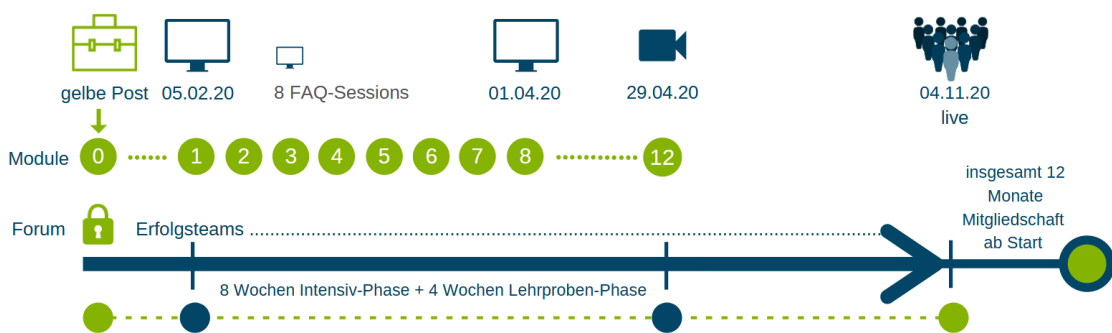 gelbe Post
05.02.20
8 FAQ-Sessions
01.04.20
29.04.20
04.11.20
live
Module
0
1
2
3
4
5
6
7
8
12
insgesamt 12
Monate
Mitgliedschaft
ab Start
Forum
Erfolgsteams
8 Wochen Intensiv-Phase + 4 Wochen Lehrproben-Phase